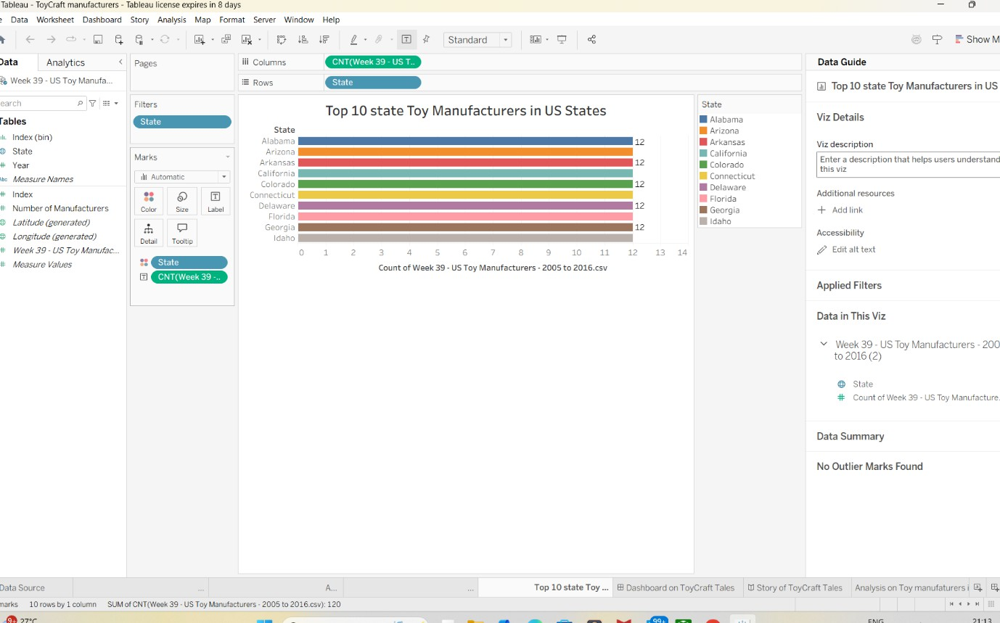 Tableau - ToyCraft manufacturers - Tableau license expires in 8 days
Data Worksheet Dashboard Story Analysis Map Format Server Window Help
Standard
Show M
Data Analytics
Week 39 - US Toy Manufa...
earch
Tables
Index (bin)
State
Year
Abc Measure Names
Index
Number of Manufacturers
Latitude (generated)
Longitude (generated)
Week 39 - US Toy Manufac...
Measure Values
Pages
Filters
State
Marks
Automatic
Color Size Label
Detail Tooltip
State
CNT(Week 39 -..
Columns CNT(Week 39 - US T..
Rows State
Top 10 state Toy Manufacturers in US States
State
Alabama 12
Arizona
Arkansas 12
California
Colorado 12
Connecticut
Delaware 12
Florida
Georgia 12
Idaho
0 1 2 3 4 5 6 7 8 9 10 11 12 13 14
Count of Week 39 - US Toy Manufacturers - 2005 to 2016.csv
State
Alabama
Arizona
Arkansas
California
Colorado
Connecticut
Delaware
Florida
Georgia
Idaho
Data Guide
Top 10 state Toy Manufacturers in US
Viz Details
Viz description
Enter a description that helps users understand
this viz
Additional resources
Add link
Accessibility
Edit alt text
Applied Filters
Data in This Viz
Week 39 - US Toy Manufacturers - 200
to 2016 (2)
State
Count of Week 39 - US Toy Manufacture.
Data Summary
No Outlier Marks Found
Data Source ... A... ... Top 10 state Toy ... Dashboard on ToyCraft Tales Story of ToyCraft Tales Analysis on Toy manufaturers i
marks 10 rows by 1 column SUM of CNT(Week 39 - US Toy Manufacturers - 2005 to 2016.csv): 120
9+ 27°C 99+ ENG 21:13